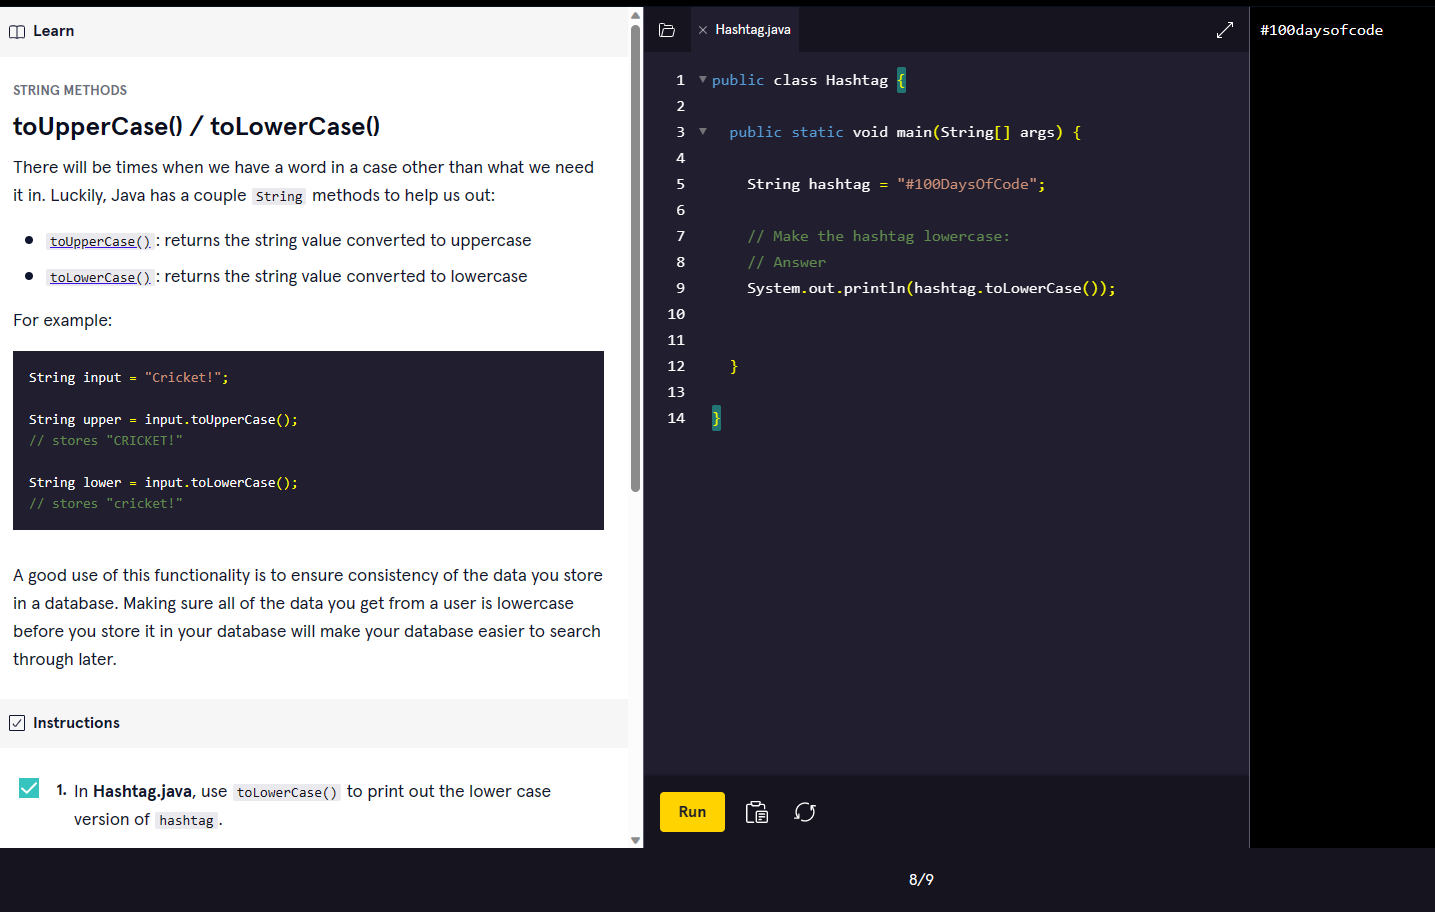 Learn
STRING METHODS
toUpperCase() / toLowerCase()
There will be times when we have a word in a case other than what we need
it in. Luckily, Java has a couple String methods to help us out:
toUpperCase() : returns the string value converted to uppercase
toLowerCase() : returns the string value converted to lowercase
For example:
String input = "Cricket!";
String upper = input.toUpperCase();
// stores "CRICKET!"
String lower = input.toLowerCase();
// stores "cricket!"
A good use of this functionality is to ensure consistency of the data you store
in a database. Making sure all of the data you get from a user is lowercase
before you store it in your database will make your database easier to search
through later.
Instructions
1. In Hashtag.java, use toLowerCase() to print out the lower case
version of hashtag .
Hashtag.java
1 public class Hashtag {
2
3 public static void main(String[] args) {
4
5 String hashtag = "#100DaysOfCode";
6
7 // Make the hashtag lowercase:
8 // Answer
9 System.out.println(hashtag.toLowerCase());
10
11
12 }
13
14 }
Run
#100daysofcode
8/9